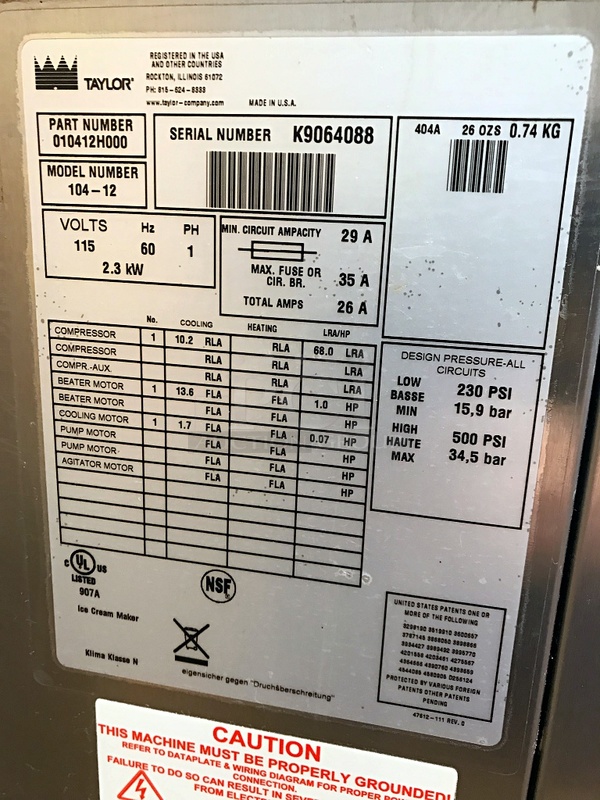 TAYLOR®
REGISTERED IN THE USA
AND OTHER COUNTRIES
ROCKTON, ILLINOIS 61072
PH: 815-624-8333
www.taylor-company.com MADE IN U.S.A.
PART NUMBER
010412H000
SERIAL NUMBER K9064088
404A 26 OZS 0.74 KG
MODEL NUMBER
104-12
VOLTS Hz PH
115 60 1
2.3 kW
MIN. CIRCUIT AMPACITY 29 A
MAX. FUSE OR
CIR. BR. 35 A
TOTAL AMPS 26 A
No. COOLING HEATING LRA/HP
COMPRESSOR 1 10.2 RLA RLA 68.0 LRA
COMPRESSOR RLA RLA LRA
COMPR.-AUX. RLA RLA LRA
BEATER MOTOR 1 13.6 FLA FLA 1.0 HP
BEATER MOTOR FLA FLA HP
COOLING MOTOR 1 1.7 FLA FLA 0.07 HP
PUMP MOTOR FLA FLA HP
PUMP MOTOR FLA FLA HP
AGITATOR MOTOR FLA FLA HP
DESIGN PRESSURE-ALL
CIRCUITS
LOW
BASSE 230 PSI
MIN 15,9 bar
HIGH
HAUTE 500 PSI
MAX 34,5 bar
C UL US
LISTED
907A
NSF
Ice Cream Maker
Klima Klasse N
eigensicher gegen "Druchšberschreitung"
UNITED STATES PATENTS ONE OR
MORE OF THE FOLLOWING
PROTECTED BY VARIOUS FOREIGN
PATENTS OTHER PATENTS
PENDING
47612-111 REV. 0
CAUTION
THIS MACHINE MUST BE PROPERLY GROUNDED!
REFER TO DATAPLATE & WIRING DIAGRAM FOR PROPER
CONNECTION.
FAILURE TO DO SO CAN RESULT IN
FROM